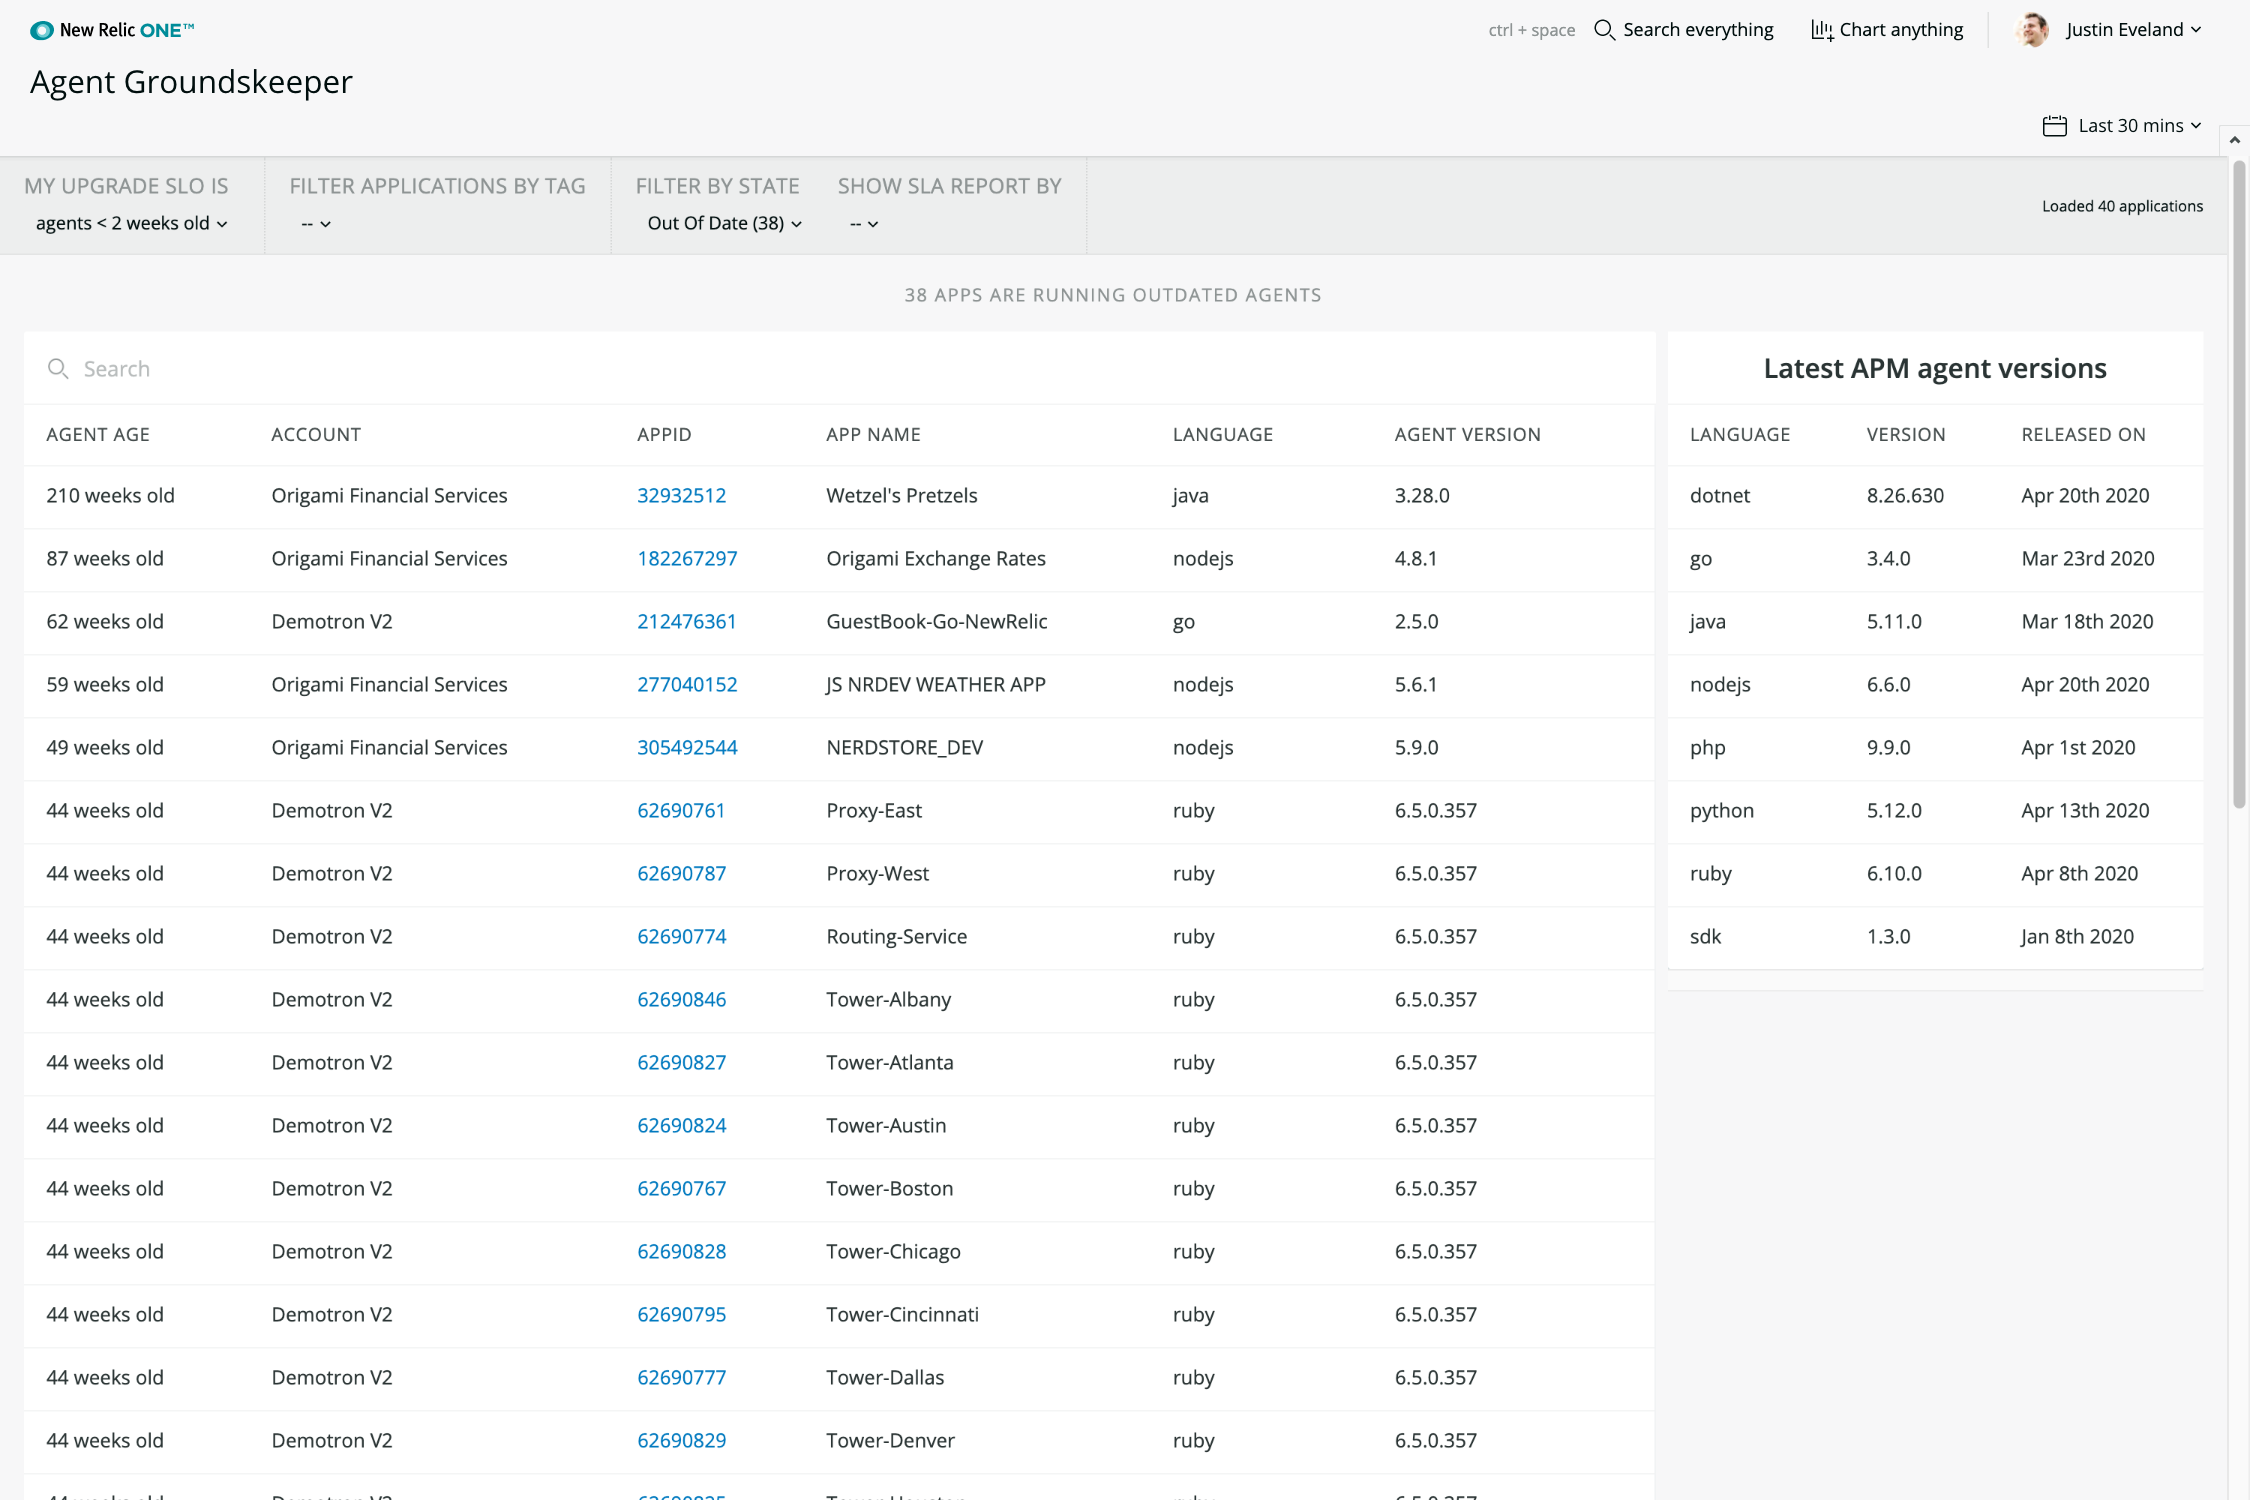 New Relic ONE™
ctrl + space Search everything Chart anything Justin Eveland
Agent Groundskeeper
Last 30 mins
MY UPGRADE SLO IS FILTER APPLICATIONS BY TAG FILTER BY STATE SHOW SLA REPORT BY
agents < 2 weeks old -- Out Of Date (38) --
Loaded 40 applications
38 APPS ARE RUNNING OUTDATED AGENTS
Search
AGENT AGE ACCOUNT APPID APP NAME LANGUAGE AGENT VERSION
210 weeks old Origami Financial Services 32932512 Wetzel's Pretzels java 3.28.0
87 weeks old Origami Financial Services 182267297 Origami Exchange Rates nodejs 4.8.1
62 weeks old Demotron V2 212476361 GuestBook-Go-NewRelic go 2.5.0
59 weeks old Origami Financial Services 277040152 JS NRDEV WEATHER APP nodejs 5.6.1
49 weeks old Origami Financial Services 305492544 NERDSTORE_DEV nodejs 5.9.0
44 weeks old Demotron V2 62690761 Proxy-East ruby 6.5.0.357
44 weeks old Demotron V2 62690787 Proxy-West ruby 6.5.0.357
44 weeks old Demotron V2 62690774 Routing-Service ruby 6.5.0.357
44 weeks old Demotron V2 62690846 Tower-Albany ruby 6.5.0.357
44 weeks old Demotron V2 62690827 Tower-Atlanta ruby 6.5.0.357
44 weeks old Demotron V2 62690824 Tower-Austin ruby 6.5.0.357
44 weeks old Demotron V2 62690767 Tower-Boston ruby 6.5.0.357
44 weeks old Demotron V2 62690828 Tower-Chicago ruby 6.5.0.357
44 weeks old Demotron V2 62690795 Tower-Cincinnati ruby 6.5.0.357
44 weeks old Demotron V2 62690777 Tower-Dallas ruby 6.5.0.357
44 weeks old Demotron V2 62690829 Tower-Denver ruby 6.5.0.357
Latest APM agent versions
LANGUAGE VERSION RELEASED ON
dotnet 8.26.630 Apr 20th 2020
go 3.4.0 Mar 23rd 2020
java 5.11.0 Mar 18th 2020
nodejs 6.6.0 Apr 20th 2020
php 9.9.0 Apr 1st 2020
python 5.12.0 Apr 13th 2020
ruby 6.10.0 Apr 8th 2020
sdk 1.3.0 Jan 8th 2020